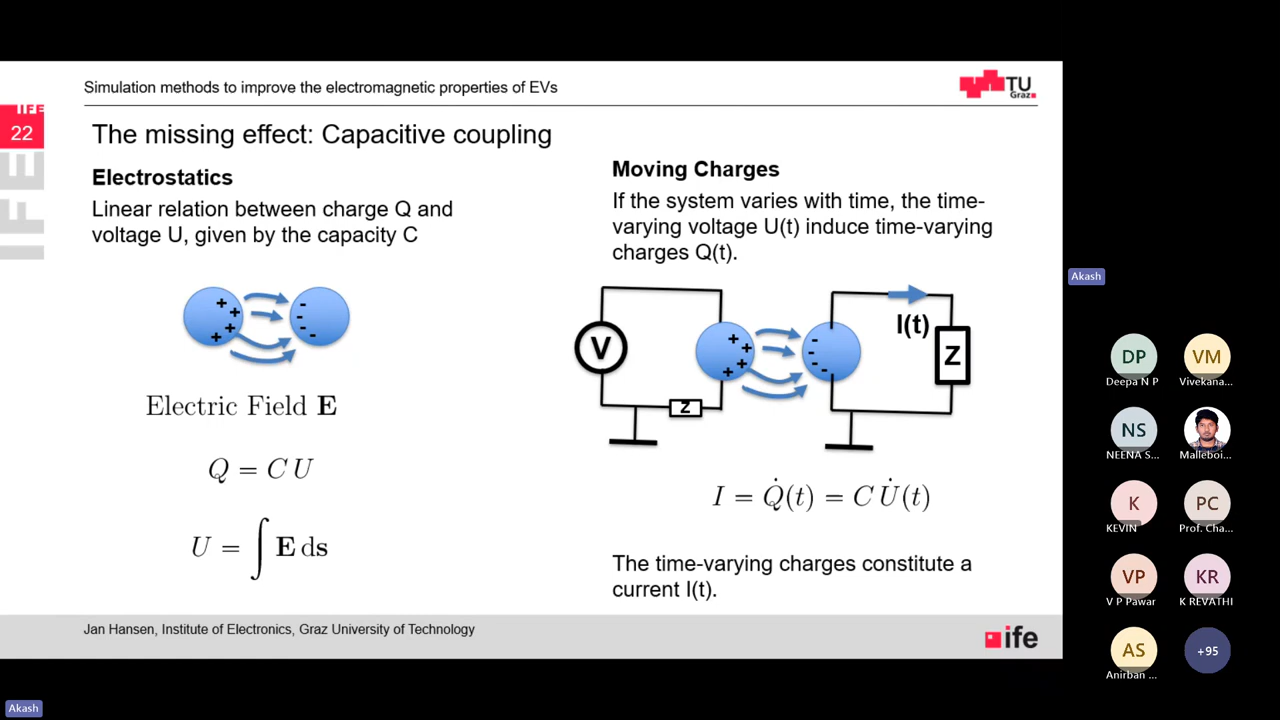 Simulation methods to improve the electromagnetic properties of EVs
TU
Graz
IFE
22
IFE
The missing effect: Capacitive coupling
Electrostatics
Linear relation between charge Q and
voltage U, given by the capacity C
+ + + +
- - - -
Electric Field E
Q = C U
U = ∫ E ds
Moving Charges
If the system varies with time, the time-
varying voltage U(t) induce time-varying
charges Q(t).
V
Z
+ + + +
- - - -
I(t)
Z
I = Q̇(t) = C U̇(t)
The time-varying charges constitute a
current I(t).
Jan Hansen, Institute of Electronics, Graz University of Technology
ife
Akash
DP
Deepa N P
VM
Vivekana...
NS
NEENA S...
Malleboi...
K
KEVIN
PC
Prof. Cha...
VP
V P Pawar
KR
K REVATHI
AS
Anirban ...
+95
Akash